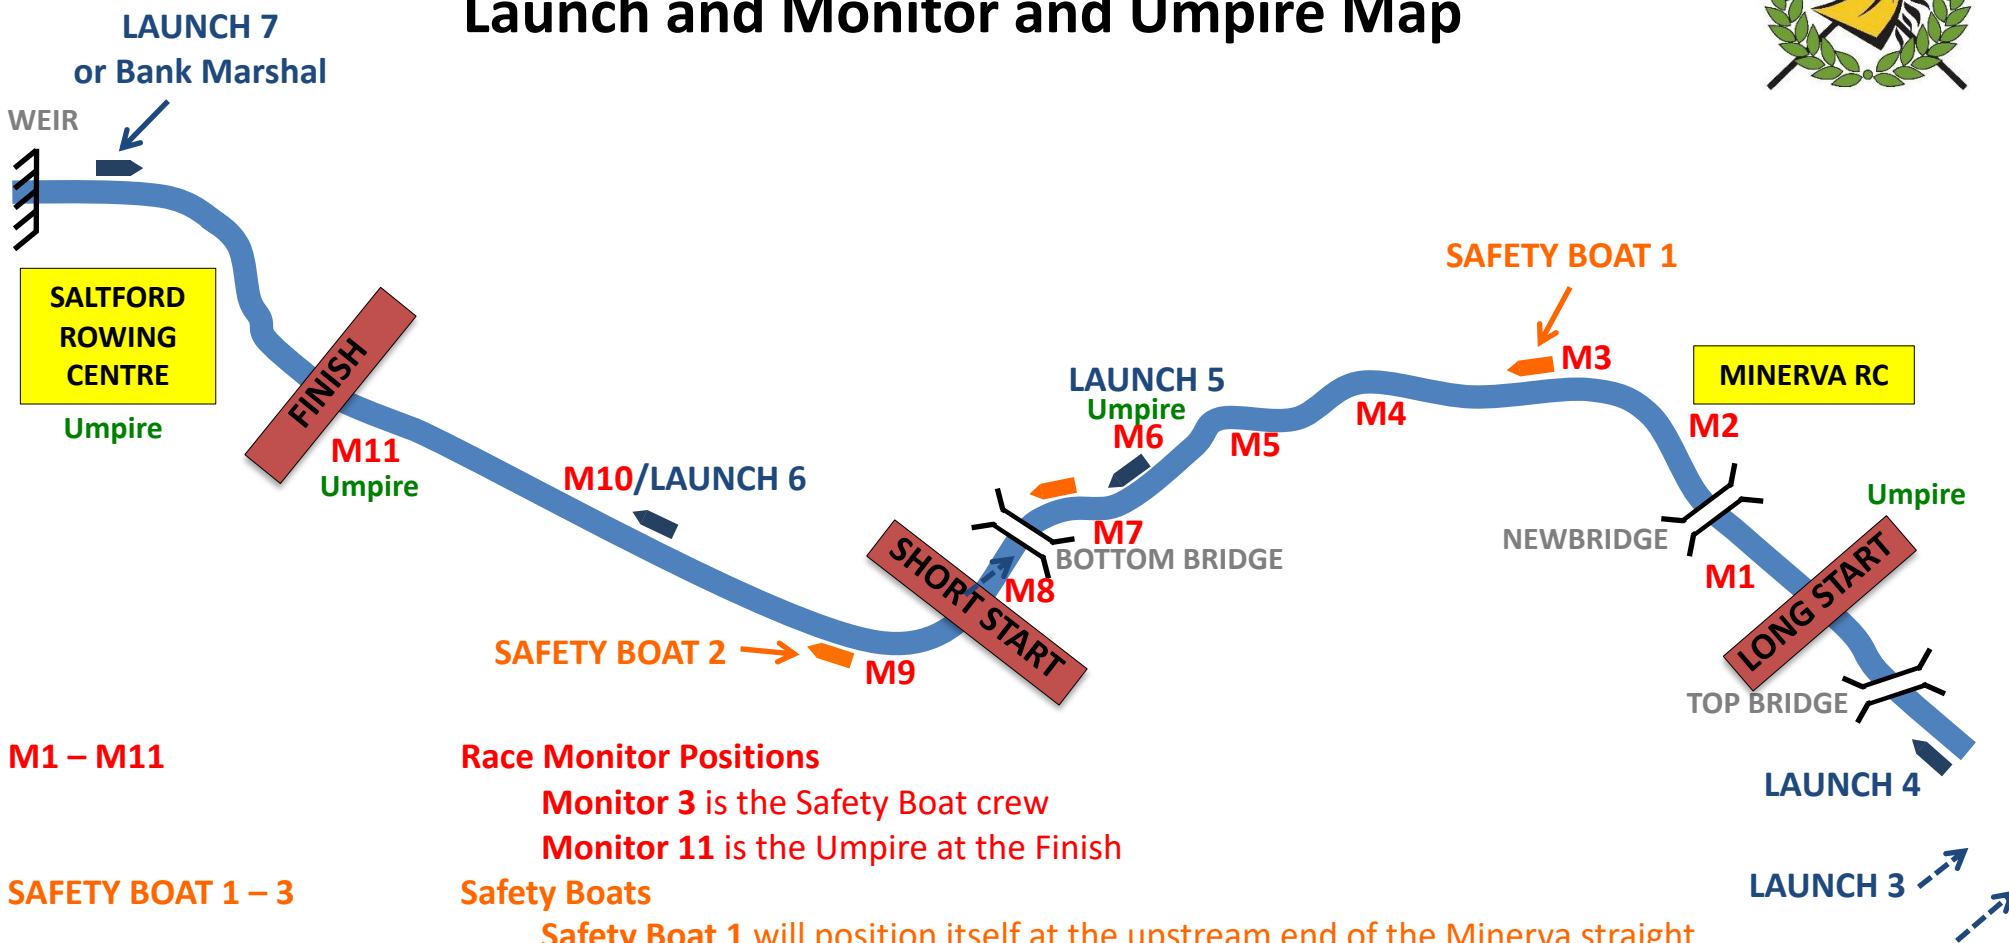 Launch and Monitor and Umpire Map
LAUNCH 7
or Bank Marshal
WEIR
SALTFORD
ROWING
CENTRE
Umpire
FINISH
M11
Umpire
M10/LAUNCH 6
SAFETY BOAT 2
M9
SHORT START
M8
BOTTOM BRIDGE
M7
LAUNCH 5
Umpire
M6
M5
M4
SAFETY BOAT 1
M3
MINERVA RC
M2
NEWBRIDGE
M1
Umpire
LONG START
TOP BRIDGE
LAUNCH 4
LAUNCH 3
M1 – M11
Race Monitor Positions
Monitor 3 is the Safety Boat crew
Monitor 11 is the Umpire at the Finish
SAFETY BOAT 1 – 3
Safety Boats
Safety Boat 1 will position itself at the upstream end of the Minerva straight